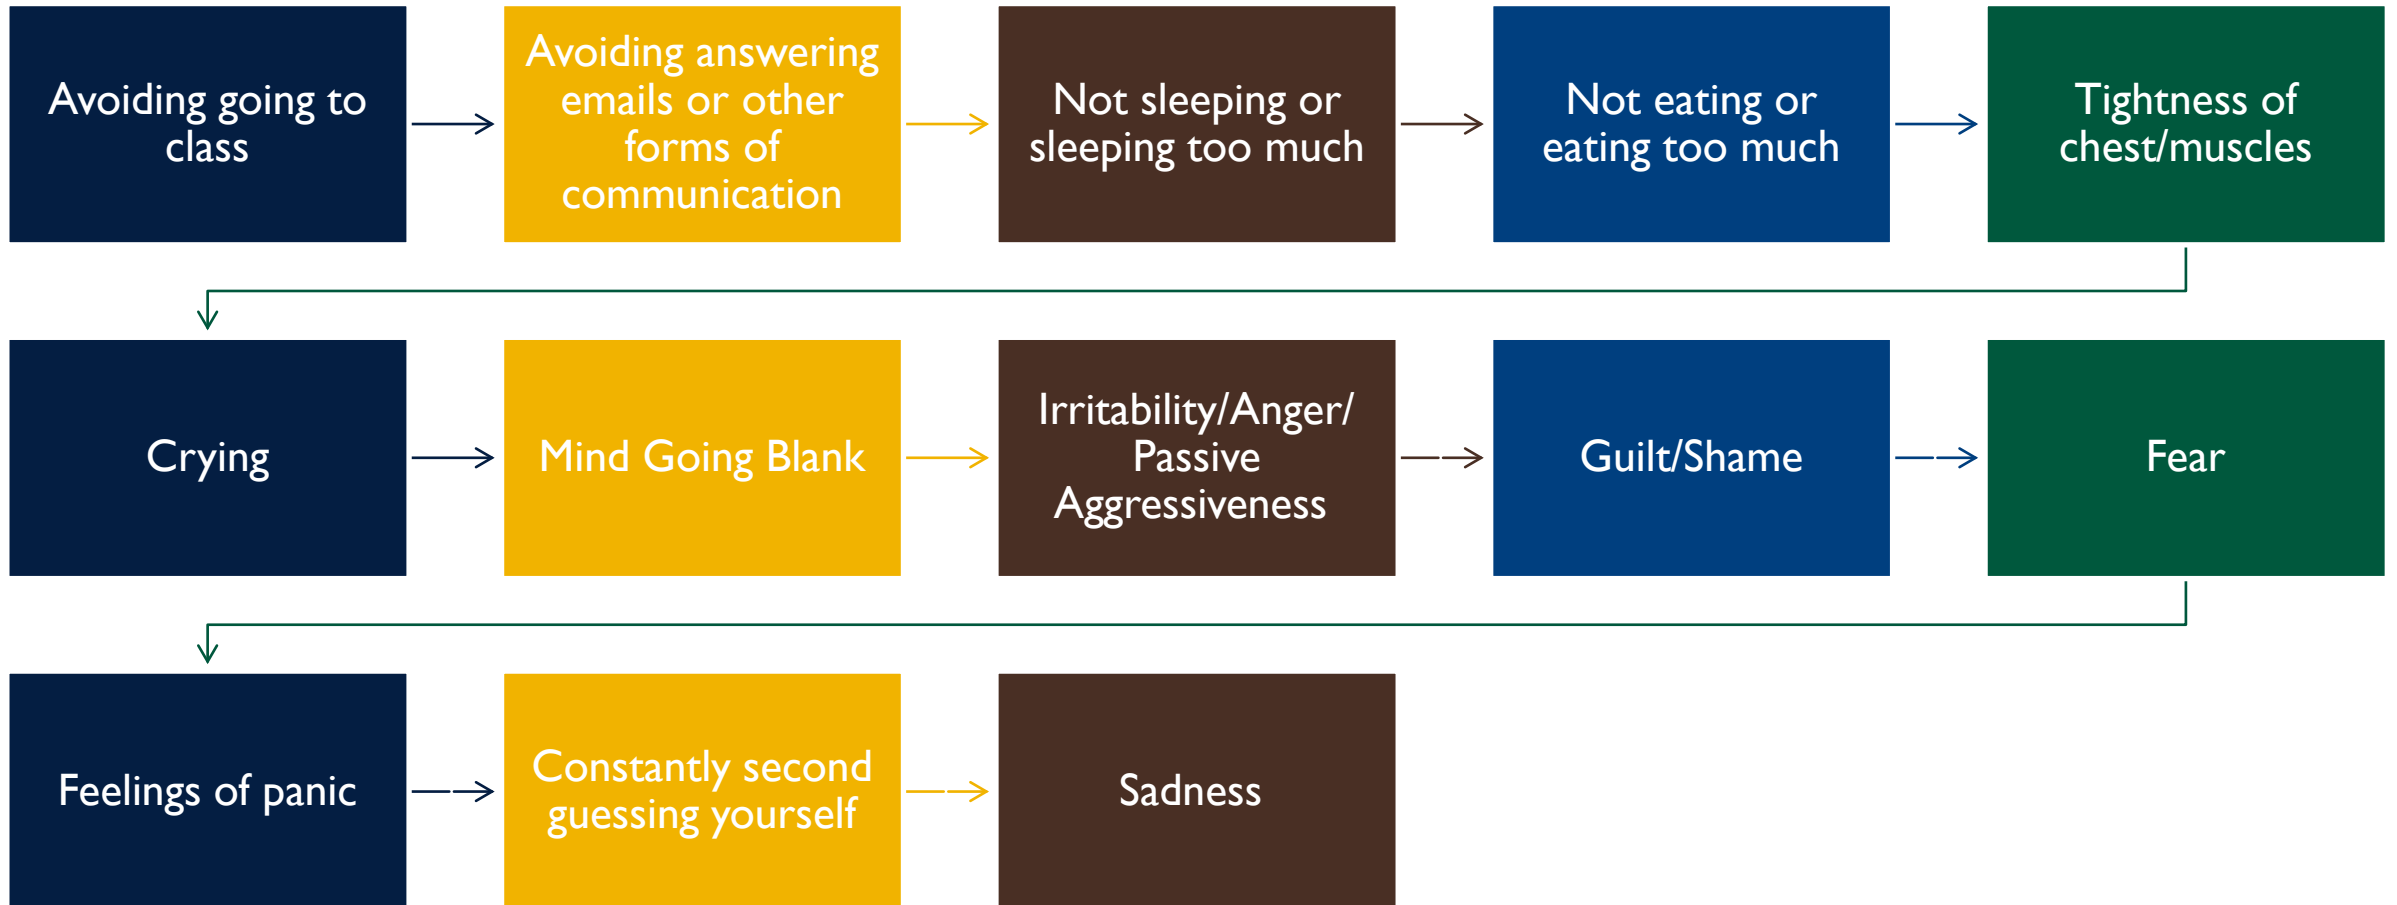 Avoiding going to
class
Avoiding answering
emails or other
forms of
communication
Not sleeping or
sleeping too much
Not eating or
eating too much
Tightness of
chest/muscles
Crying
Mind Going Blank
Irritability/Anger/
Passive
Aggressiveness
Guilt/Shame
Fear
Feelings of panic
Constantly second
guessing yourself
Sadness